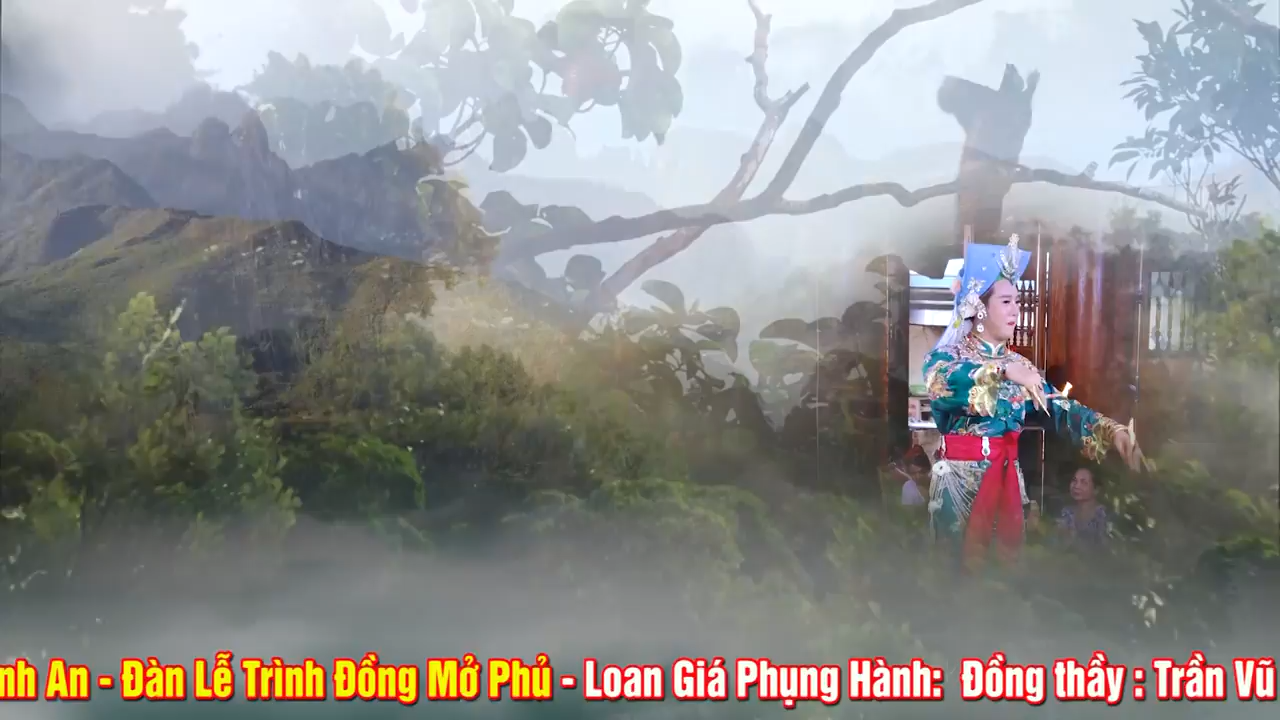 nh An - Đàn Lễ Trình Đồng Mở Phủ - Loan Giá Phụng Hành: Đồng thầy : Trần Vũ